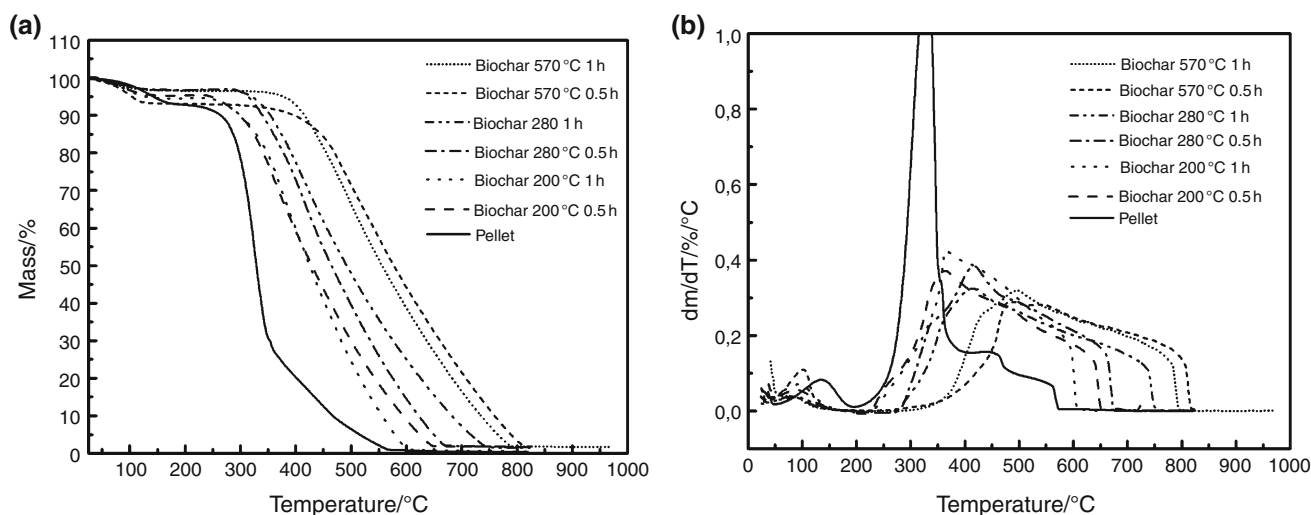 (a)
110
100
90
80
70
60
50
40
30
20
10
0
Mass/%
100 200 300 400 500 600 700 800 900 1000
Temperature/°C
Biochar 570 °C 1 h
Biochar 570 °C 0.5 h
Biochar 280 1h
Biochar 280 °C 0.5 h
Biochar 200 °C 1 h
Biochar 200 °C 0.5 h
Pellet
(b)
1,0
0,8
0,6
0,4
0,2
0,0
dm/dT/%/°C
0 100 200 300 400 500 600 700 800 900 1000
Temperature/°C
Biochar 570 °C 1 h
Biochar 570 °C 0.5 h
Biochar 280 °C 1 h
Biochar 280 °C 0.5 h
Biochar 200 °C 1 h
Biochar 200 °C 0.5 h
Pellet